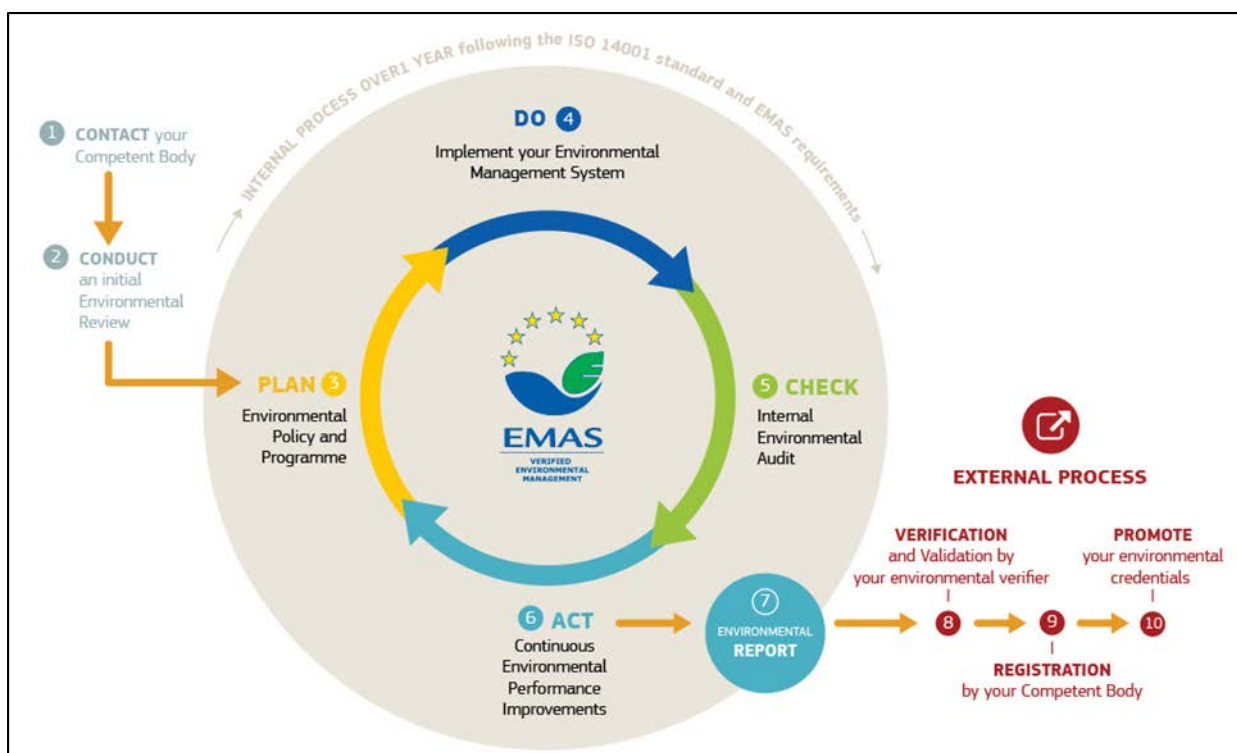 INTERNAL PROCESS OVER1 YEAR following the ISO 14001 standard and EMAS requirements
1 CONTACT your
Competent Body
2 CONDUCT
an initial
Environmental
Review
PLAN 3
Environmental
Policy and
Programme
DO 4
Implement your Environmental
Management System
5 CHECK
Internal
Environmental
Audit
EMAS
VERIFIED
ENVIRONMENTAL
MANAGEMENT
6 ACT
Continuous
Environmental
Performance
Improvements
7
ENVIRONMENTAL
REPORT
EXTERNAL PROCESS
VERIFICATION
and Validation by
your environmental verifier
8
9
REGISTRATION
by your Competent Body
PROMOTE
your environmental
credentials
10